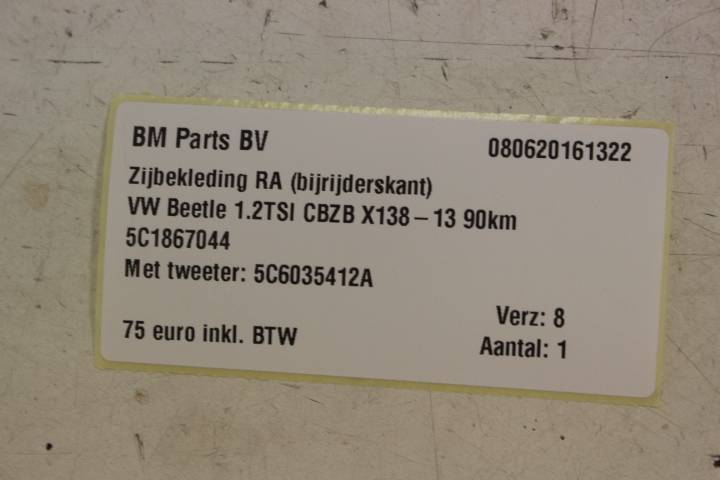 BM Parts BV 080620161322
Zijbekleding RA (bijrijderskant)
VW Beetle 1.2TSI CBZB X138 – 13 90km
5C1867044
Met tweeter: 5C6035412A
Verz: 8
75 euro inkl. BTW
Aantal: 1